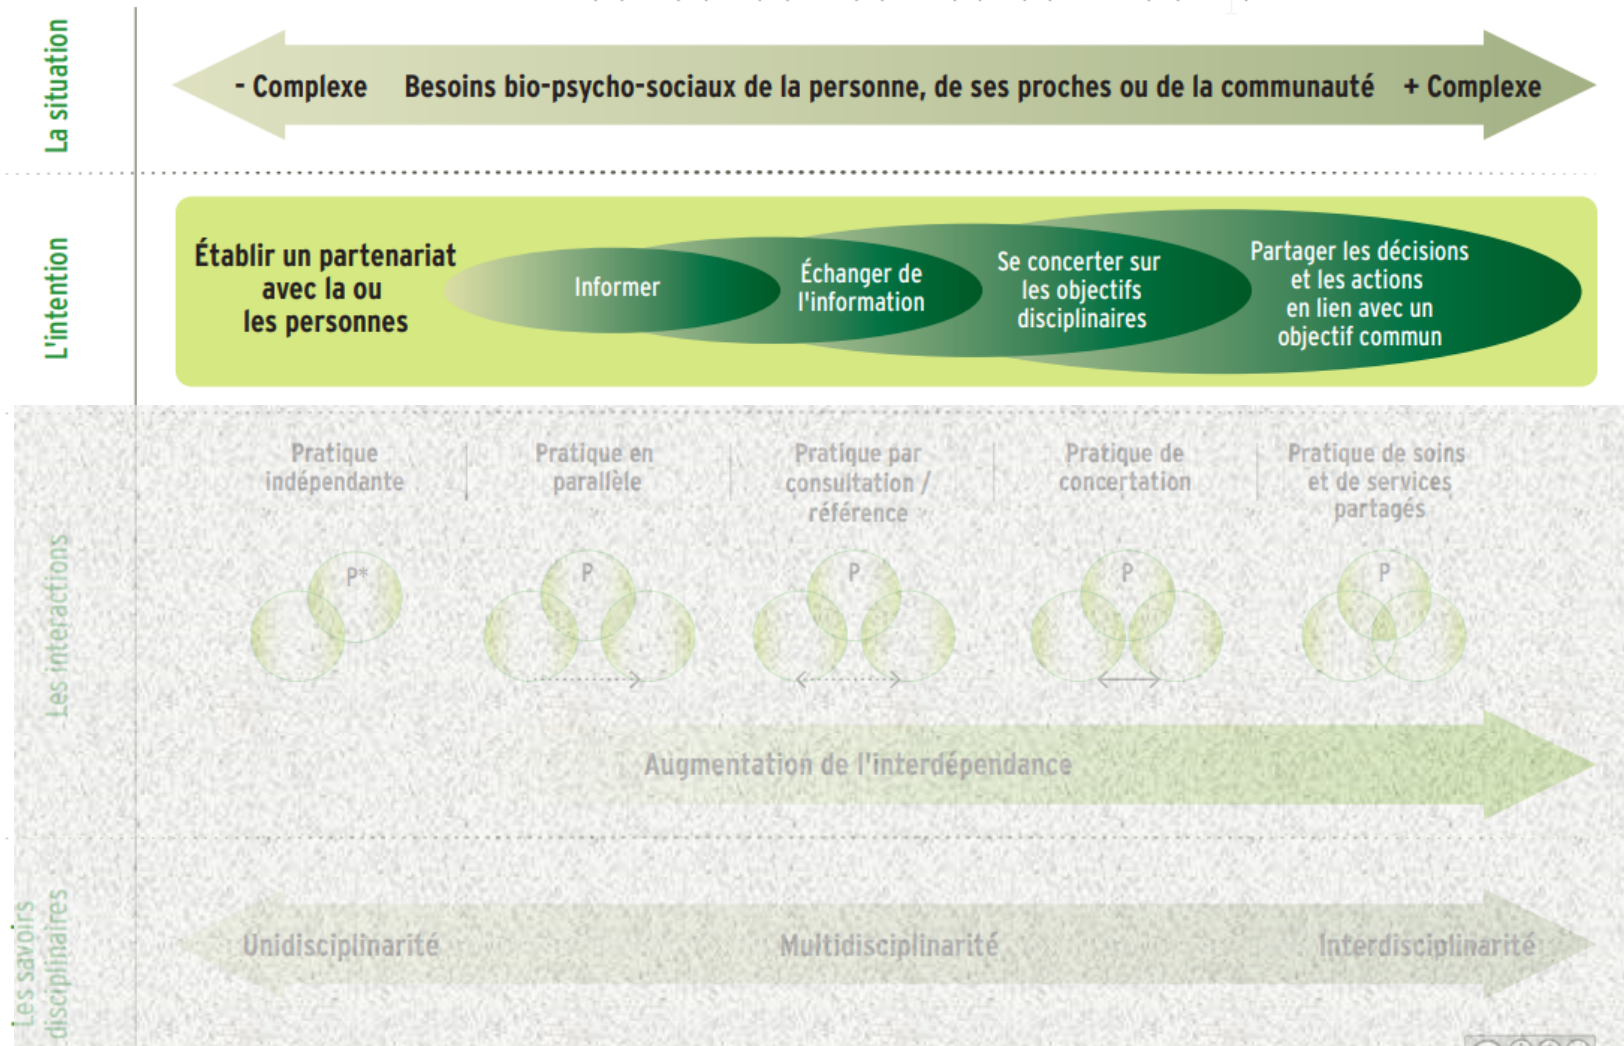 La situation
- Complexe Besoins bio-psycho-sociaux de la personne, de ses proches ou de la communauté + Complexe
L'intention
Établir un partenariat
avec la ou
les personnes
Informer
Échanger de
l'information
Se concerter sur
les objectifs
disciplinaires
Partager les décisions
et les actions
en lien avec un
objectif commun
Les interactions
Pratique
indépendante
Pratique en
parallèle
Pratique par
consultation /
référence
Pratique de
concertation
Pratique de soins
et de services
partagés
P*
P
P
P
P
Augmentation de l'interdépendance
Les savoirs
disciplinaires
Unidisciplinarité
Multidisciplinarité
Interdisciplinarité